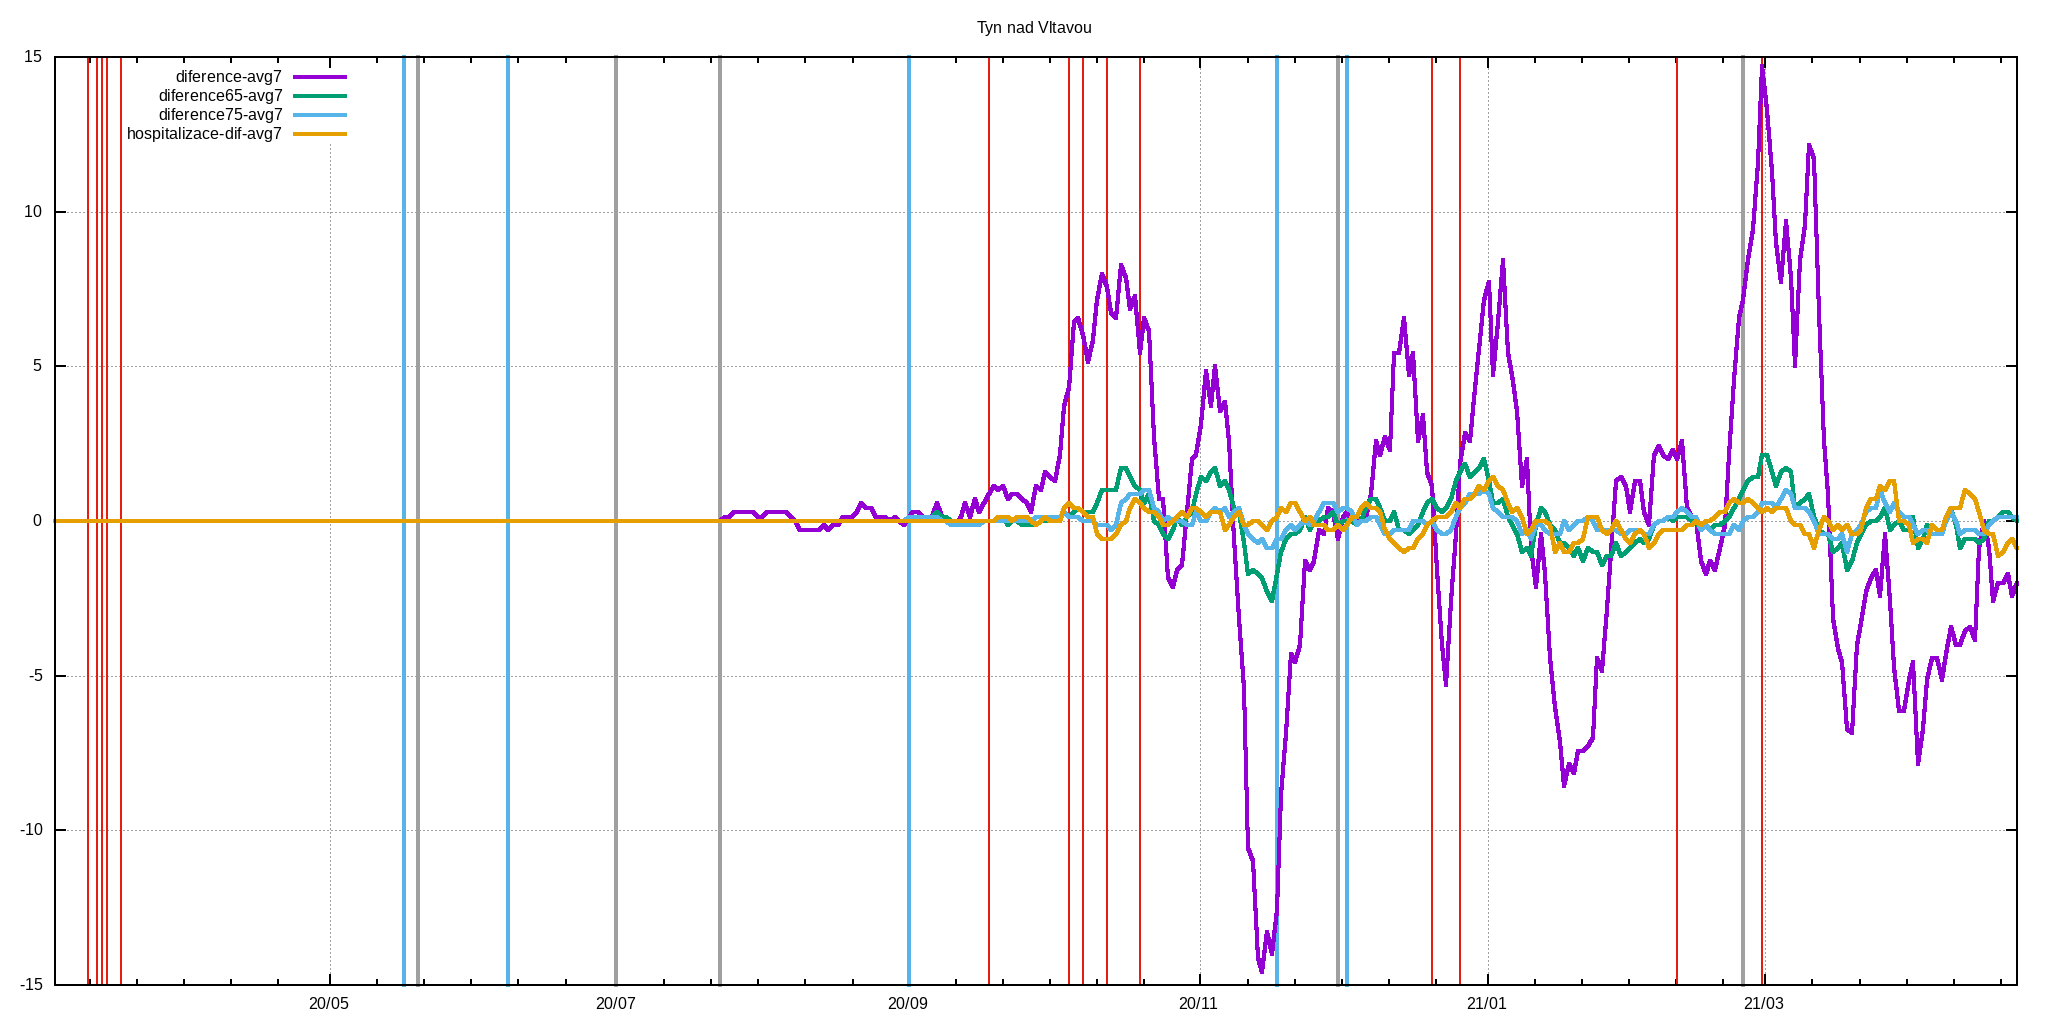 Tyn nad Vltavou
15
10
5
0
-5
-10
-15
diference-avg7
diference65-avg7
diference75-avg7
hospitalizace-dif-avg7
20/05
20/07
20/09
20/11
21/01
21/03